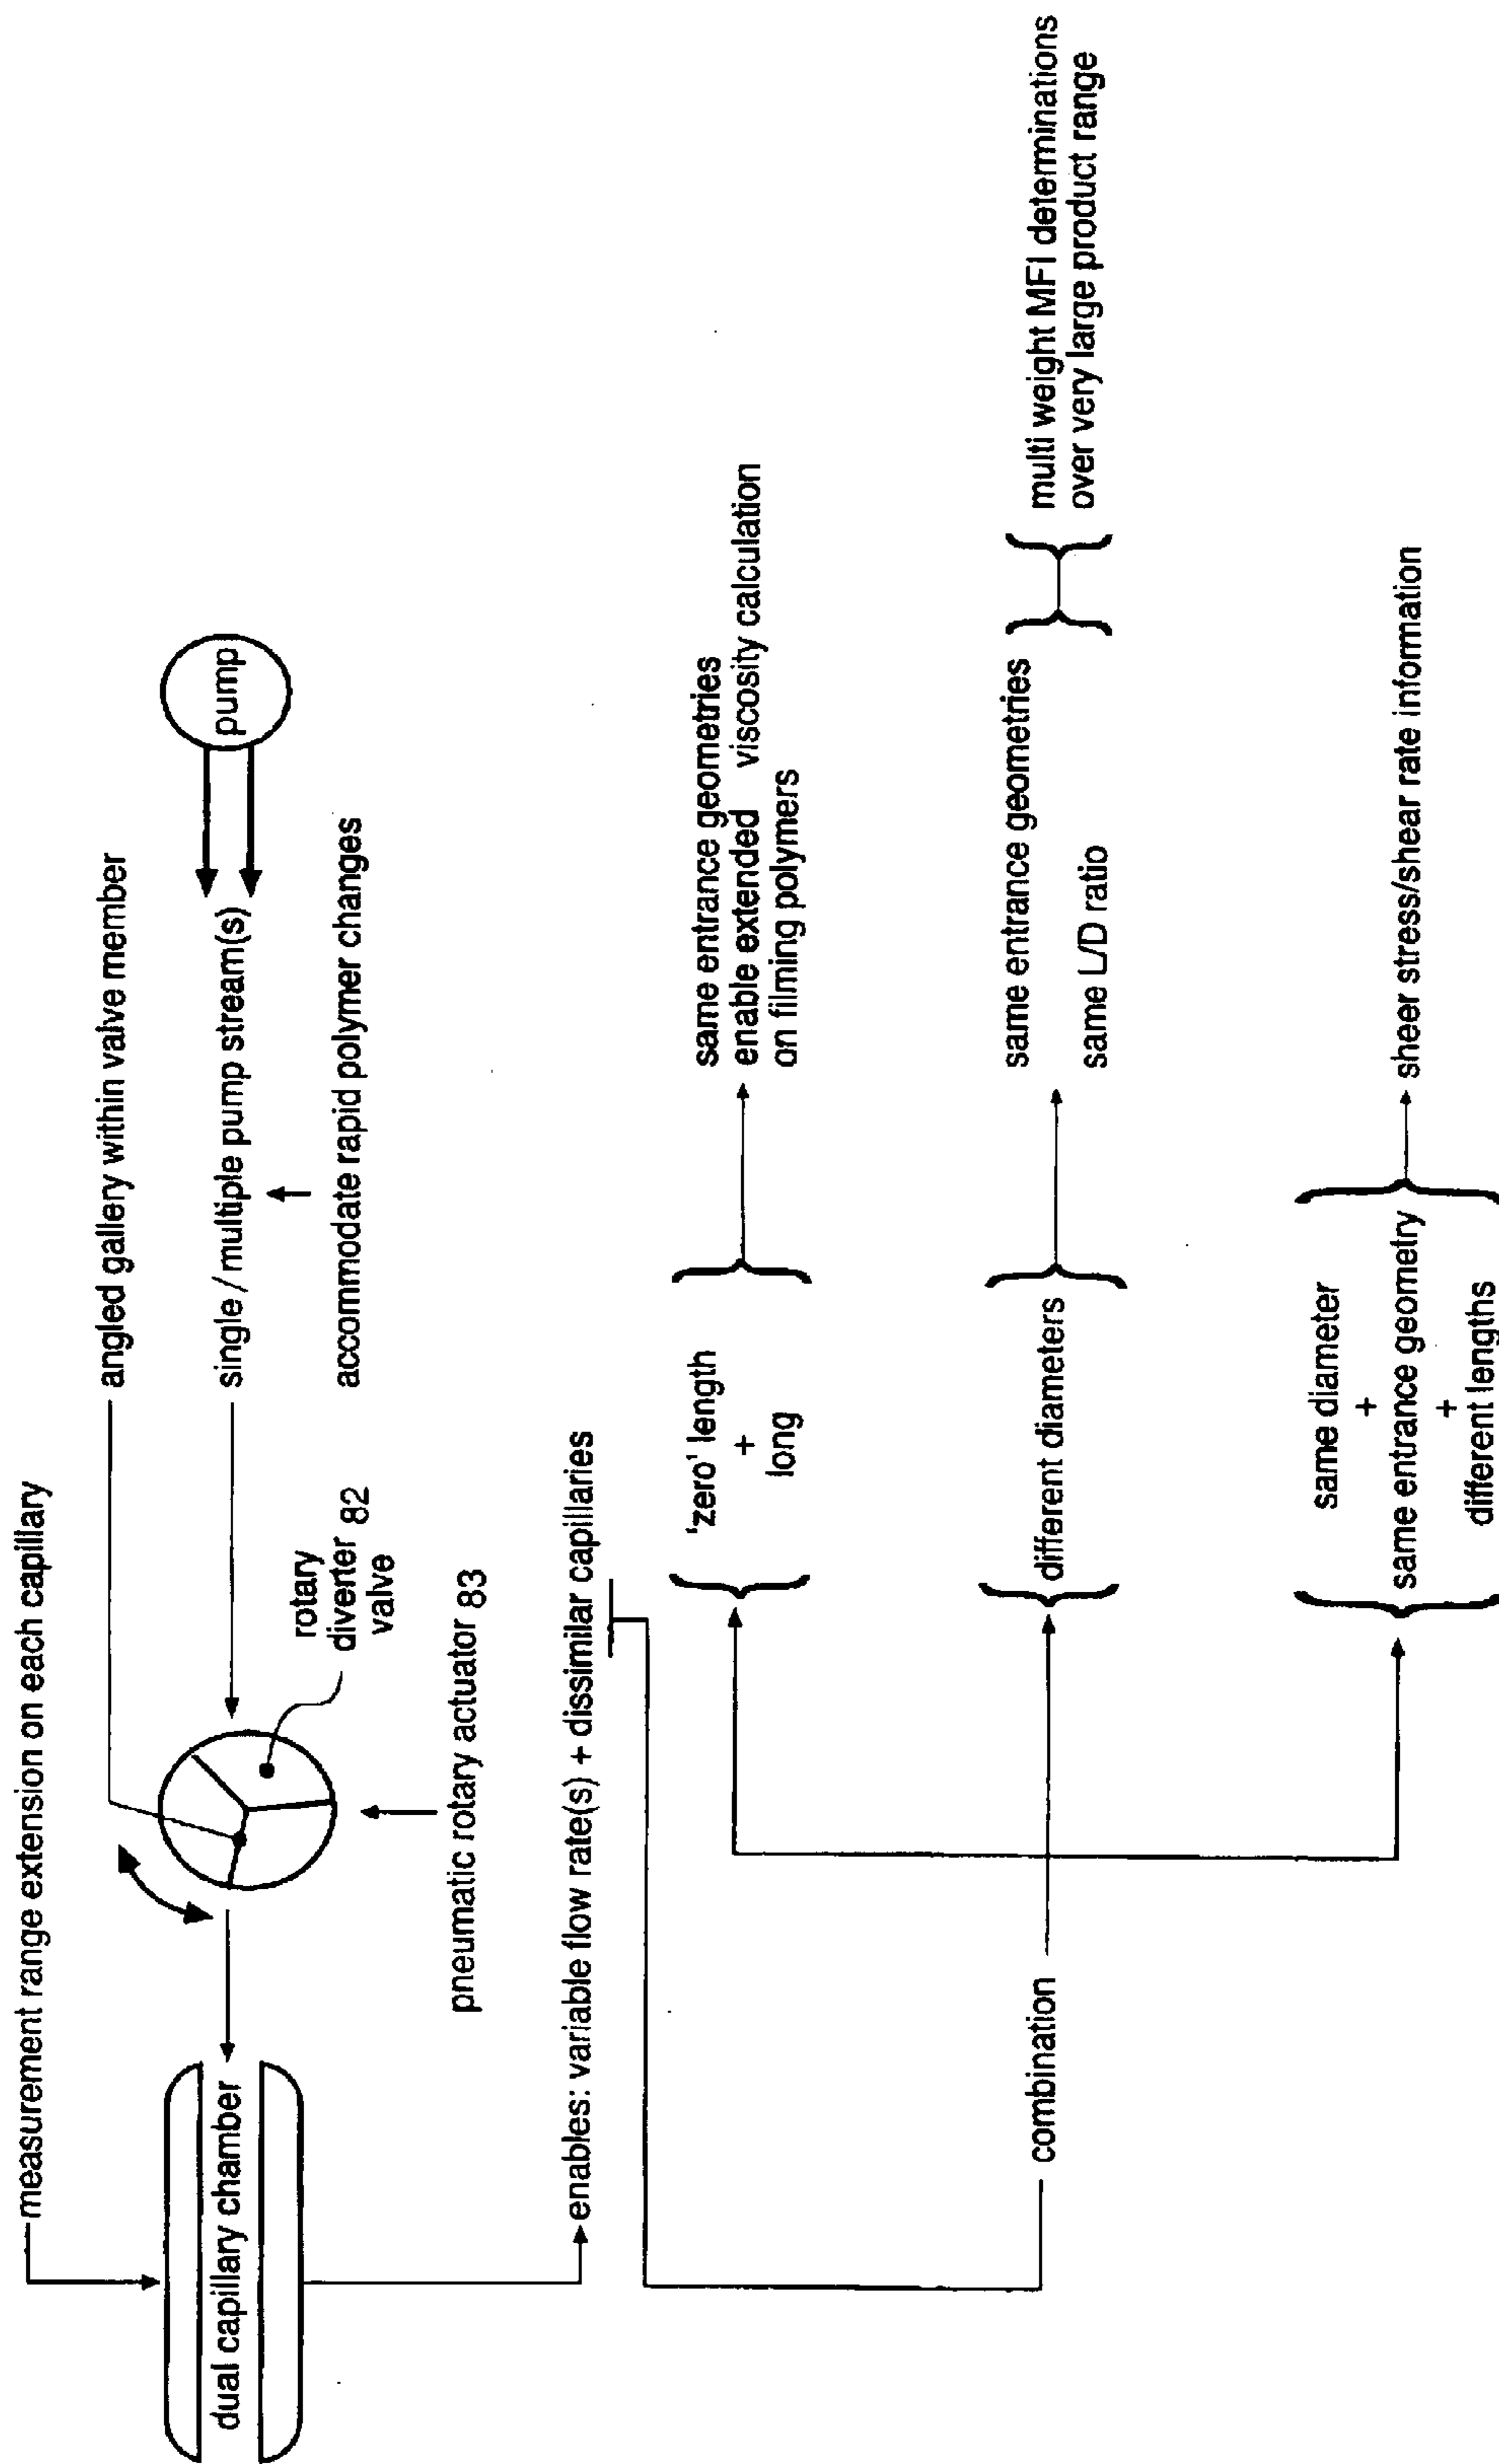 measurement range extension on each capillary
angled gallery within valve member
dual capillary chamber
single / multiple pump stream(s)
pump
rotary
diverter 82
valve
accommodate rapid polymer changes
pneumatic rotary actuator 83
enables: variable flow rate(s) + dissimilar capillaries
'zero' length
+
long
same entrance geometries
enable extended viscosity calculation
on filming polymers
combination
different diameters
same entrance geometries
same L/D ratio
multi weight MFI determinations
over very large product range
same diameter
+
same entrance geometry
+
different lengths
sheer stress/shear rate information